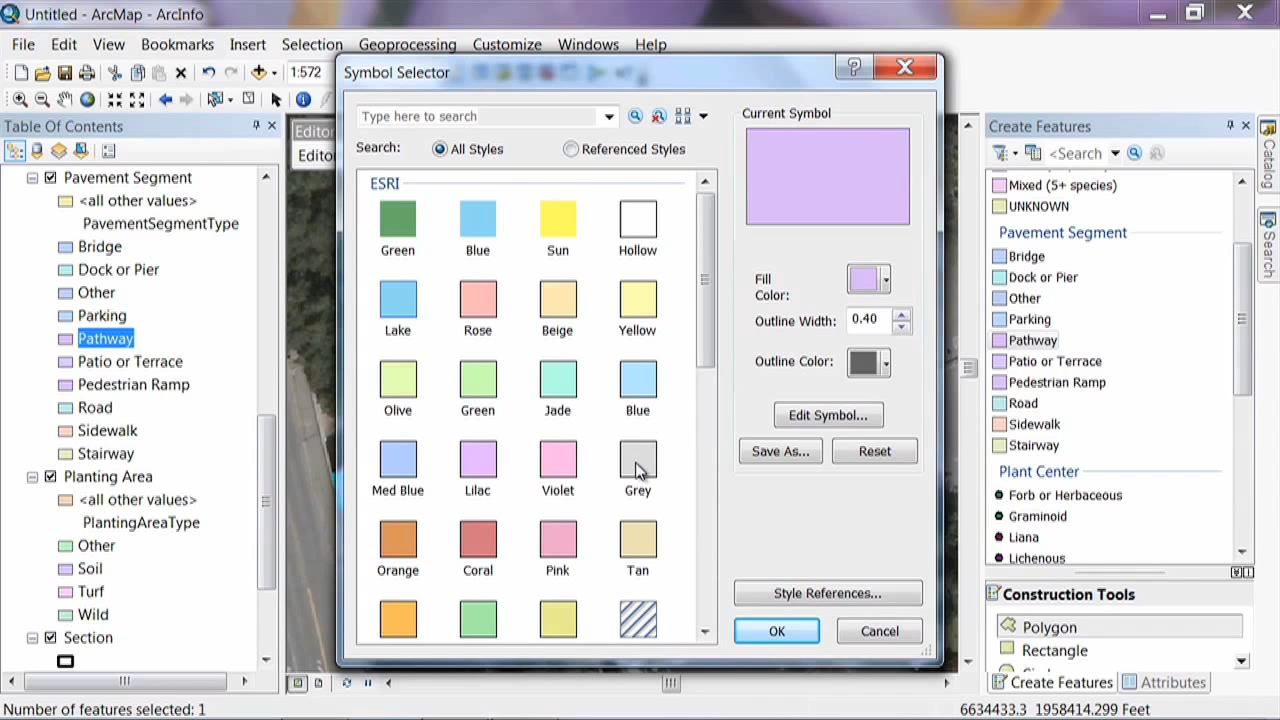 Untitled - ArcMap - ArcInfo
File Edit View Bookmarks Insert Selection Geoprocessing Customize Windows Help
1:572
Table Of Contents
Pavement Segment
<all other values>
PavementSegmentType
Bridge
Dock or Pier
Other
Parking
Pathway
Patio or Terrace
Pedestrian Ramp
Road
Sidewalk
Stairway
Planting Area
<all other values>
PlantingAreaType
Other
Soil
Turf
Wild
Section
Editor
Editor
Symbol Selector
Type here to search
Search: All Styles Referenced Styles
ESRI
Green Blue Sun Hollow
Lake Rose Beige Yellow
Olive Green Jade Blue
Med Blue Lilac Violet Grey
Orange Coral Pink Tan
Current Symbol
Fill
Color:
Outline Width: 0.40
Outline Color:
Edit Symbol...
Save As... Reset
Style References...
OK Cancel
Create Features
<Search>
Mixed (5+ species)
UNKNOWN
Pavement Segment
Bridge
Dock or Pier
Other
Parking
Pathway
Patio or Terrace
Pedestrian Ramp
Road
Sidewalk
Stairway
Plant Center
Forb or Herbaceous
Graminoid
Liana
Lichenous
Construction Tools
Polygon
Rectangle
Create Features Attributes
Catalog
Search
Number of features selected: 1
6634433.3 1958414.299 Feet